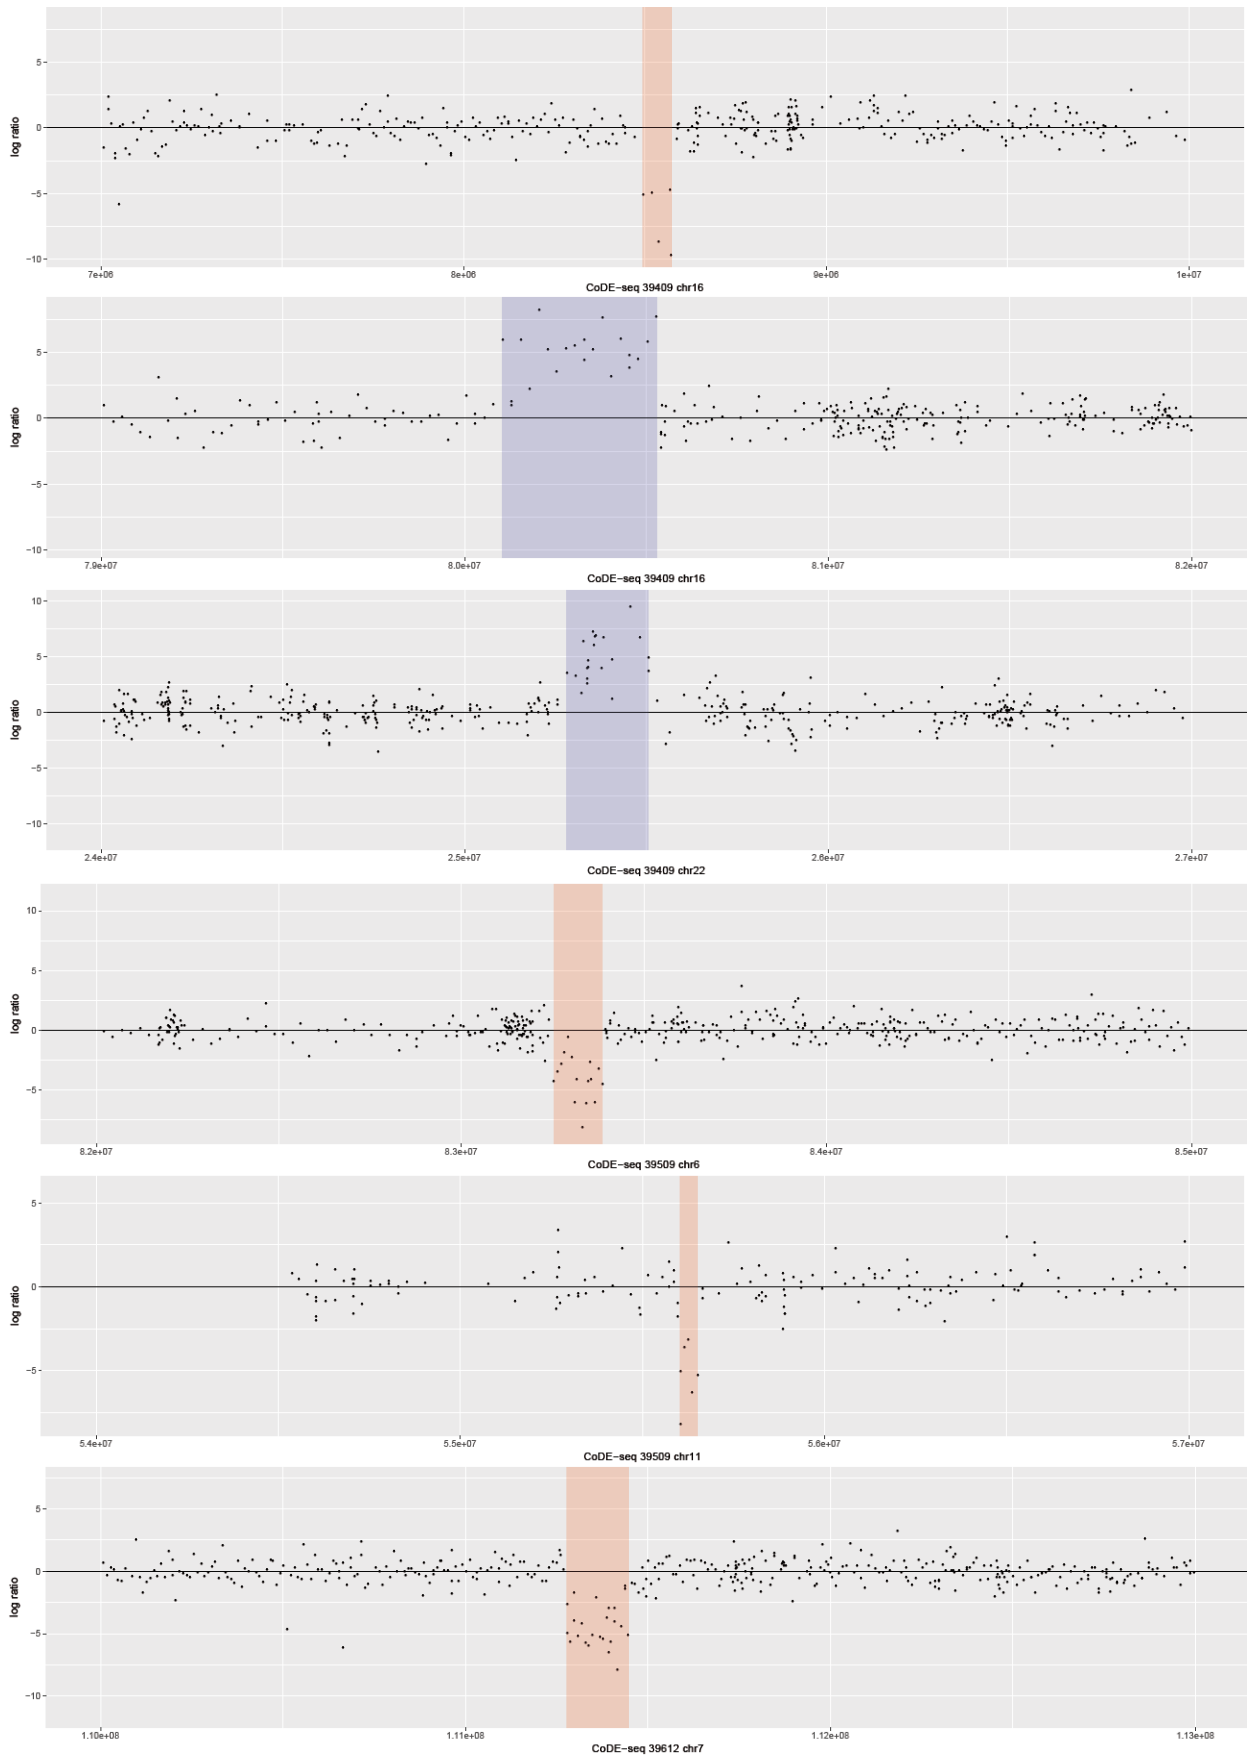 5
0
−5
−10
log ratio
7e+06 8e+06 9e+06 1e+07
CoDE−seq 39409 chr16
5
0
−5
−10
log ratio
7.9e+07 8.0e+07 8.1e+07 8.2e+07
CoDE−seq 39409 chr16
10
5
0
−5
−10
log ratio
2.4e+07 2.5e+07 2.6e+07 2.7e+07
CoDE−seq 39409 chr22
10
5
0
−5
log ratio
8.2e+07 8.3e+07 8.4e+07 8.5e+07
CoDE−seq 39509 chr6
5
0
−5
log ratio
5.4e+07 5.5e+07 5.6e+07 5.7e+07
CoDE−seq 39509 chr11
5
0
−5
−10
log ratio
1.10e+08 1.11e+08 1.12e+08 1.13e+08
CoDE−seq 39612 chr7